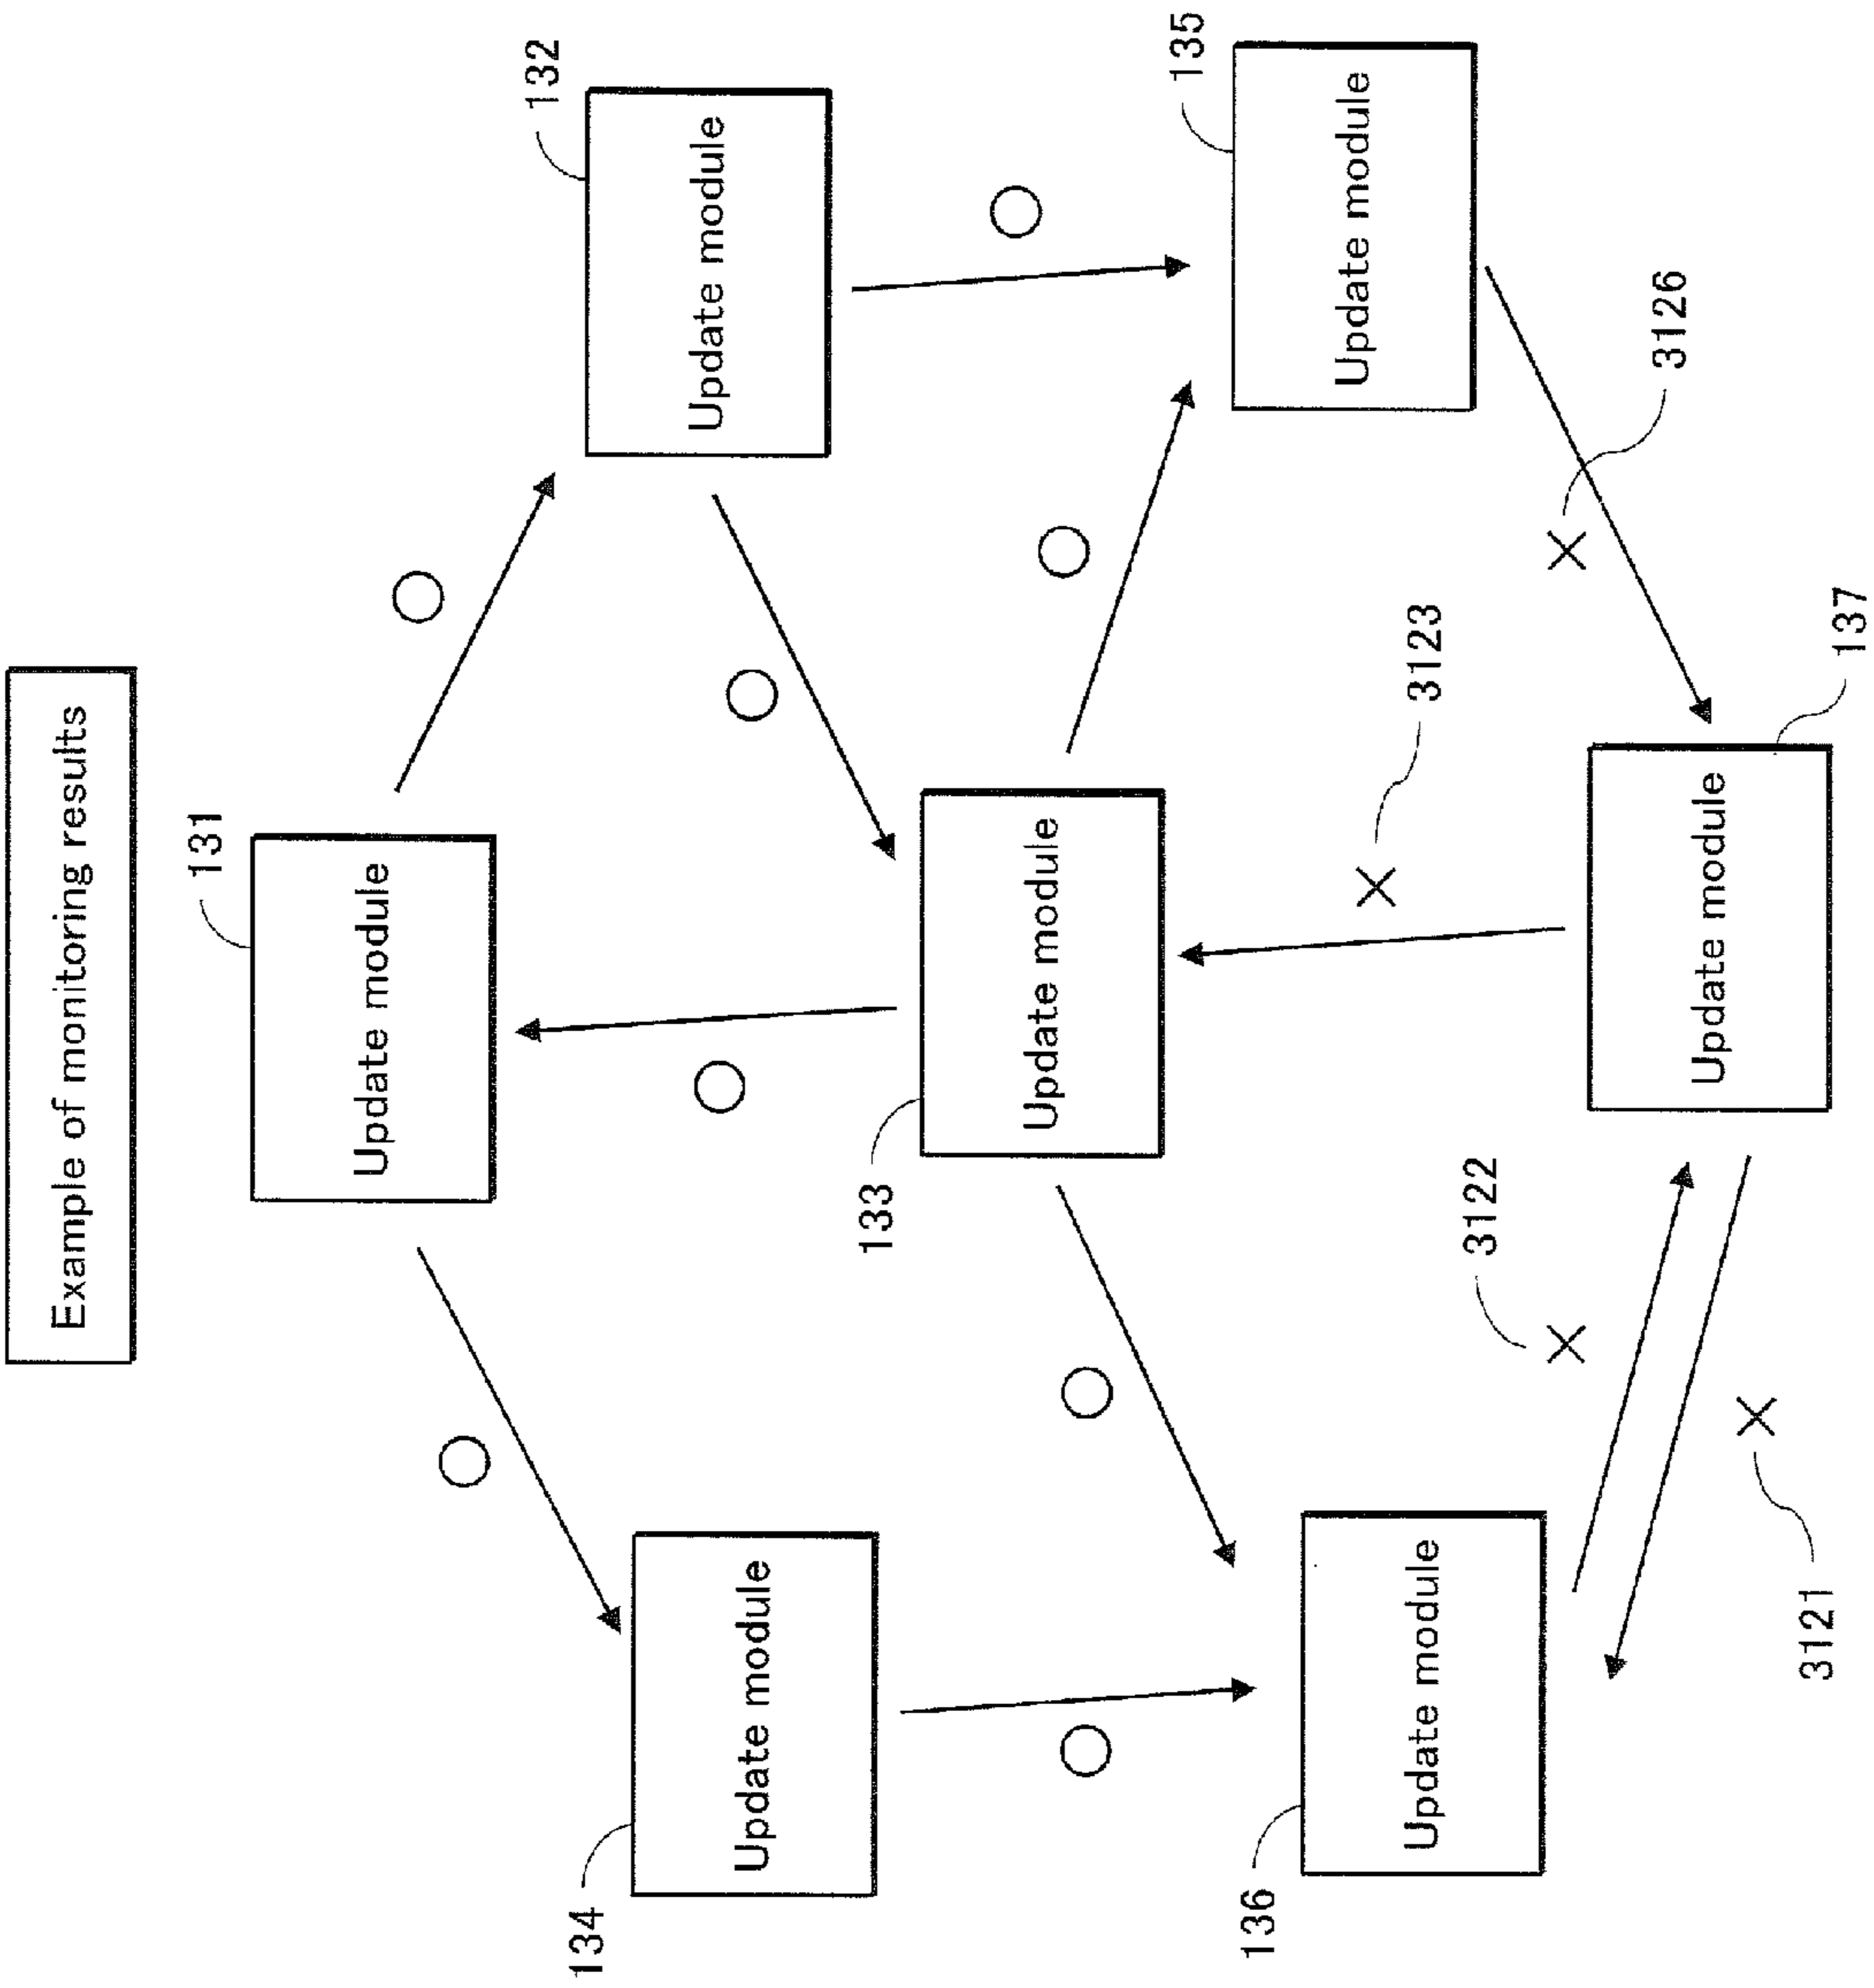 Example of monitoring results
131
Update module
132
Update module
134
Update module
133
Update module
135
Update module
136
Update module
137
Update module
3126
3123
3122
3121